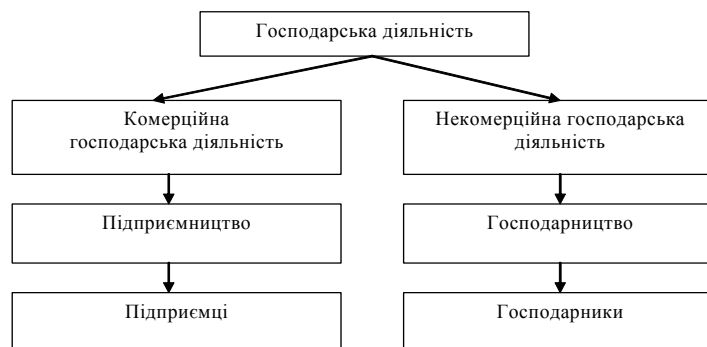 Господарська діяльність
Комерційна
господарська діяльність
Некомерційна господарська
діяльність
Підприємництво
Господарництво
Підприємці
Господарники